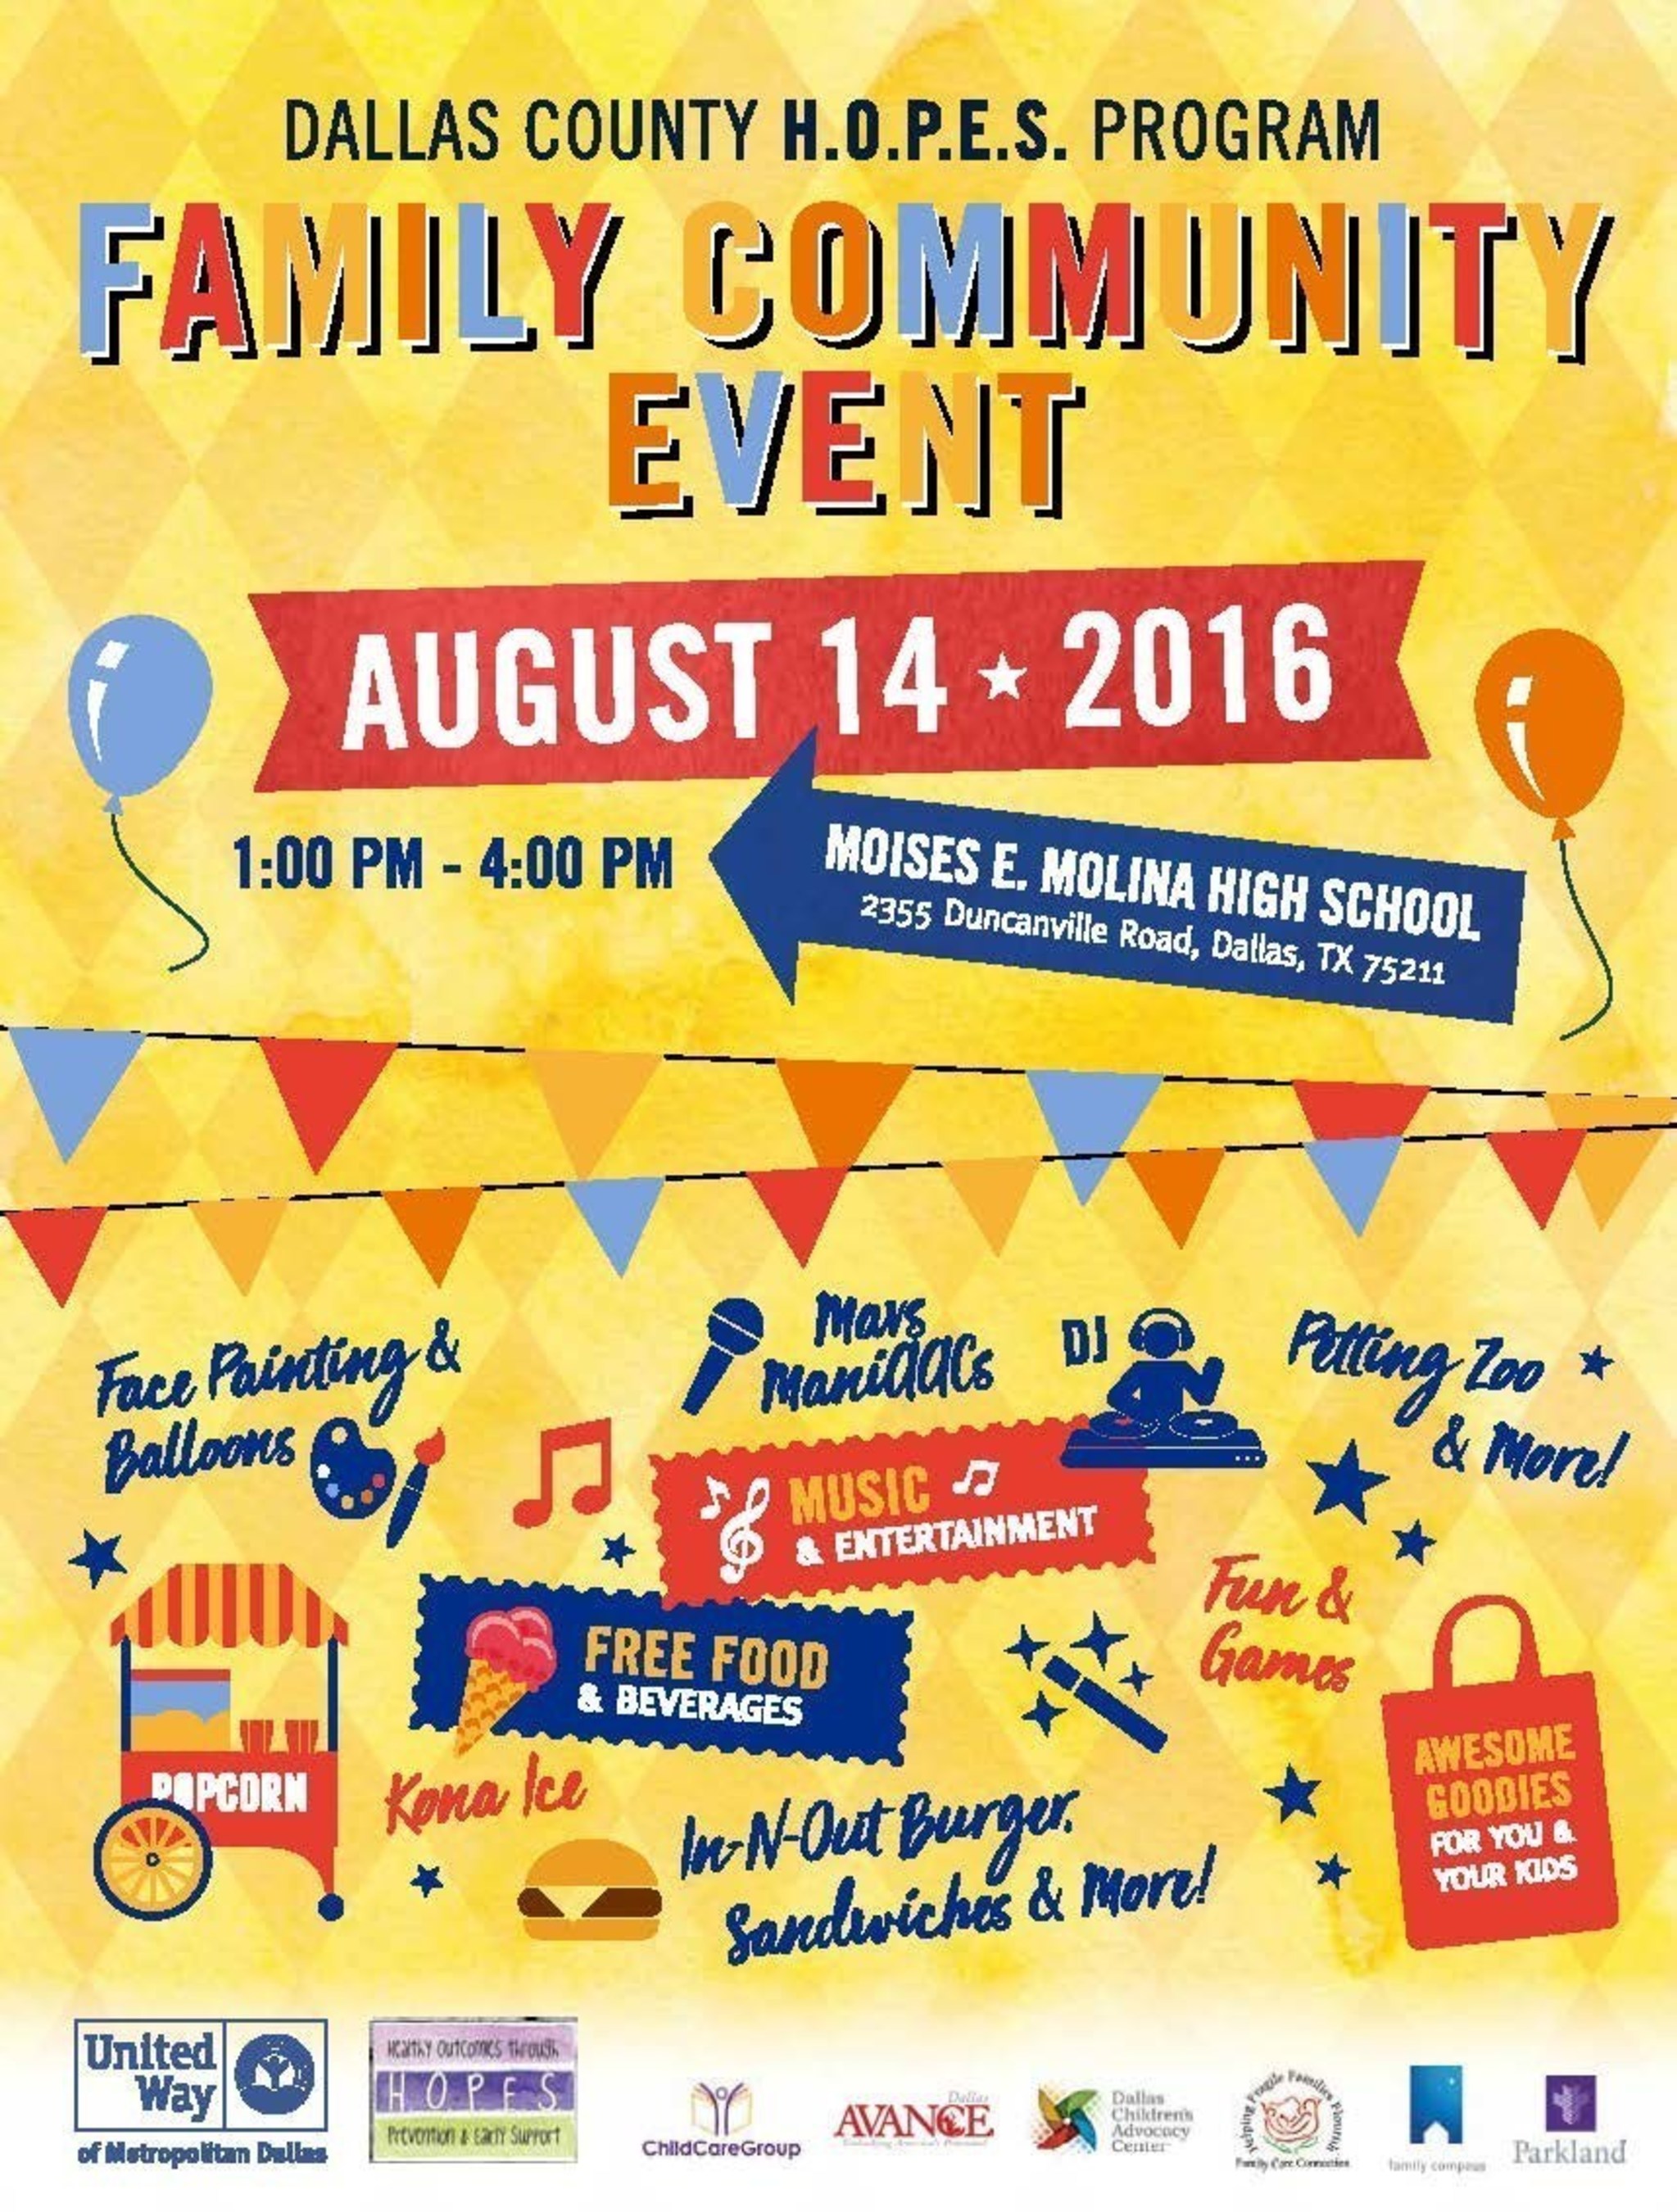 DALLAS COUNTY H.O.P.E.S. PROGRAM
FAMILY COMMUNITY
EVENT
AUGUST 14 ★ 2016
1:00 PM - 4:00 PM
MOISES E. MOLINA HIGH SCHOOL
2355 Duncanville Road, Dallas, TX 75211
Face Painting &
Balloons
Mavs
ManiAACs
DJ
Petting Zoo
& More!
MUSIC
& ENTERTAINMENT
FREE FOOD
& BEVERAGES
Fun &
Games
POPCORN
Kona Ice
In-N-Out Burger,
Sandwiches & More!
AWESOME
GOODIES
FOR YOU &
YOUR KIDS
United
Way
of Metropolitan Dallas
Healthy Outcomes Through
HOPES
Prevention & Early Support
ChildCareGroup
Dallas
AVANCE
Dallas
Children's
Advocacy
Center
Helping Fragile Families Flourish
Family Care Connection
family compass
Parkland